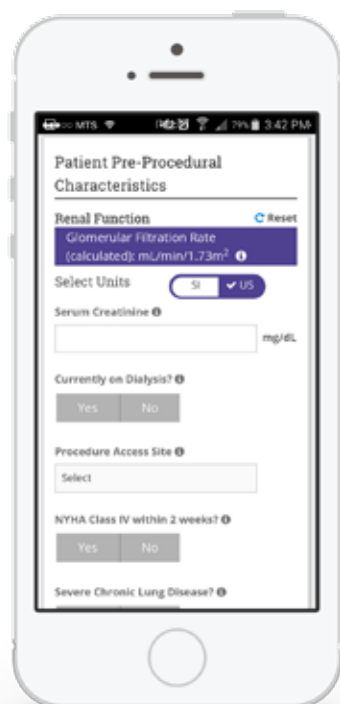 MTS 79% 3:42 PM
Patient Pre-Procedural
Characteristics
Renal Function Reset
Glomerular Filtration Rate
(calculated): mL/min/1.73m²
Select Units SI US
Serum Creatinine
mg/dL
Currently on Dialysis?
Yes No
Procedure Access Site
Select
NYHA Class IV within 2 weeks?
Yes No
Severe Chronic Lung Disease?